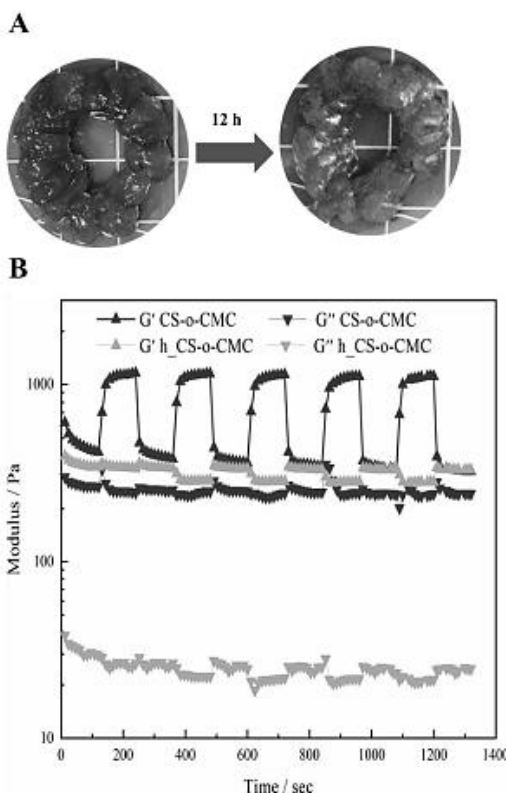 A
12 h
B
G' CS-o-CMC G'' CS-o-CMC
G' h_CS-o-CMC G'' h_CS-o-CMC
1000
100
10
Modulus / Pa
0 200 400 600 800 1000 1200 1400
Time / sec